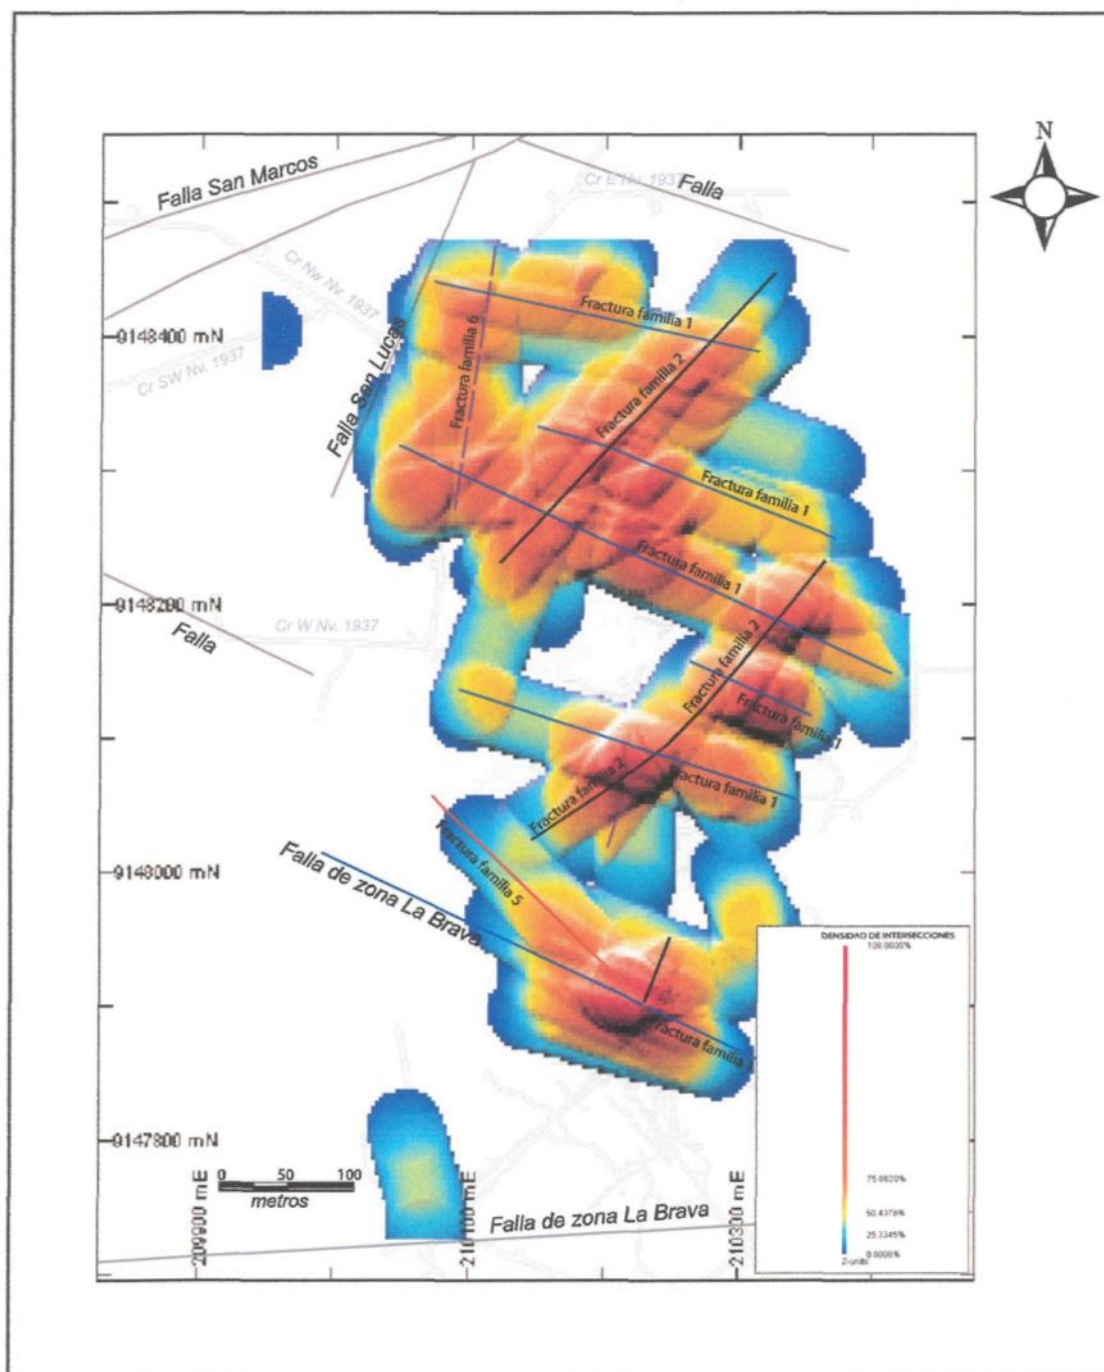 N
Falla San Marcos
Cr E Nv. 1937
Falla
Cr Nw Nv. 1937
Fractura familia 1
9148400 mN
Cr SW Nv. 1937
Falla San Lucas
Fractura familia 6
Fractura familia 2
Fractura familia 1
Fractura familia 1
9148200 mN
Falla
Cr W Nv. 1937
Fractura familia 2
Fractura familia 1
Fractura familia 2
Fractura familia 1
9148000 mN
Falla de zona La Brava
Fractura familia 5
Fractura familia
DENSIDAD DE INTERSECCIONES
100.0000%
50.4378%
25.3345%
0.0000%
Z-units
9147800 mN
0 50 100
metros
209900 mE
210100 mE
210300 mE
Falla de zona La Brava